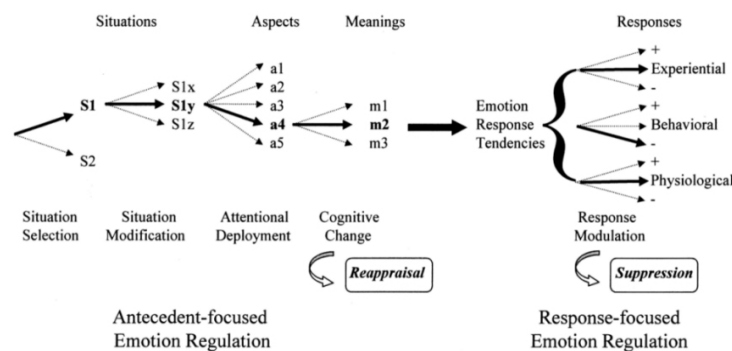 Situations Aspects Meanings Responses
a1
a2
a3
a4
a5
S1x
S1y
S1z
S1
S2
m1
m2
m3
Emotion
Response
Tendencies
+
Experiential
-
+
Behavioral
-
+
Physiological
-
Situation
Selection
Situation
Modification
Attentional
Deployment
Cognitive
Change
Reappraisal
Response
Modulation
Suppression
Antecedent-focused
Emotion Regulation
Response-focused
Emotion Regulation